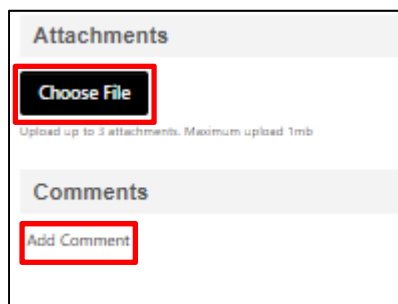 Attachments
Choose File
Upload up to 3 attachments. Maximum upload 1mb
Comments
Add Comment